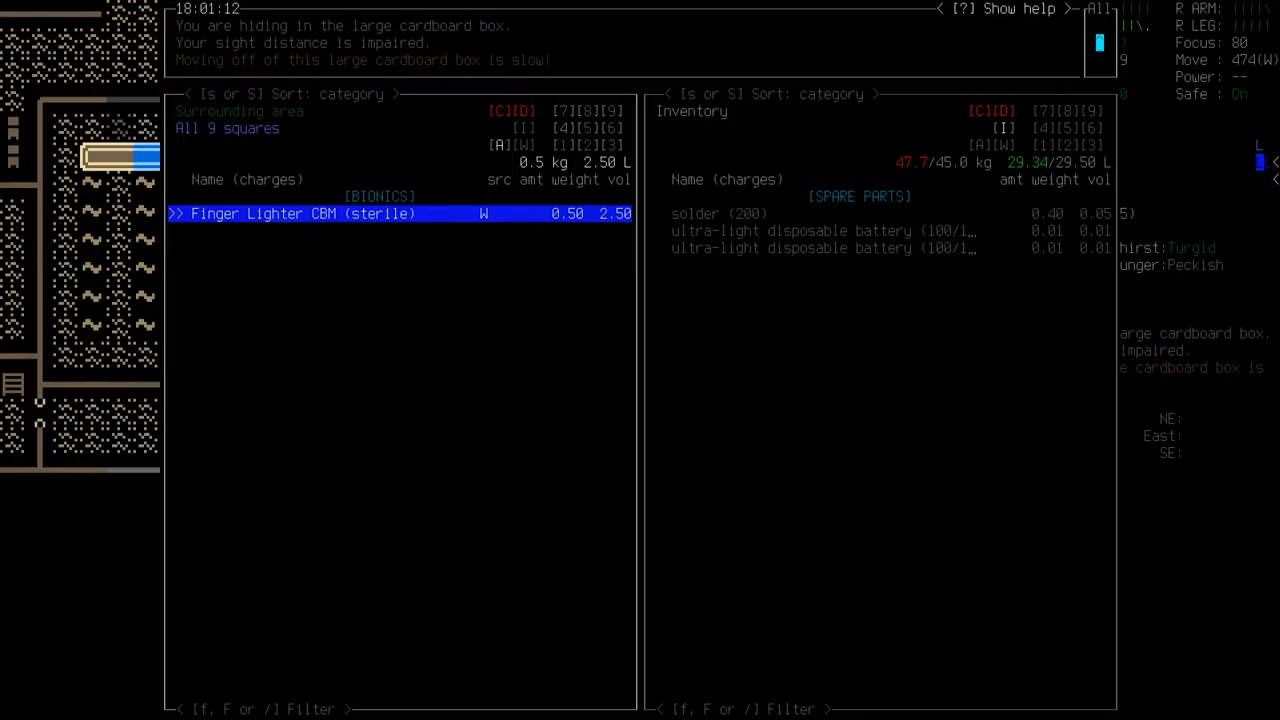 18:01:12 < [?] Show help > All R ARM:
You are hiding in the large cardboard box. R LEG:
Your sight distance is impaired. Focus: 80
Moving off of this large cardboard box is slow! 9 Move : 474(W)
Power: --
0 Safe : On
< [s or S] Sort: category > < [s or S] Sort: category >
Surrounding area [C][D] [7][8][9] Inventory [C][D] [7][8][9]
All 9 squares [I] [4][5][6] [I] [4][5][6]
[A][W] [1][2][3] [A][W] [1][2][3] L
0.5 kg 2.50 L 47.7/45.0 kg 29.34/29.50 L
Name (charges) src amt weight vol Name (charges) amt weight vol
[BIONICS] [SPARE PARTS]
>> Finger Lighter CBM (sterile) W 0.50 2.50 solder (200) 0.40 0.05 5)
ultra-light disposable battery (100/1… 0.01 0.01
ultra-light disposable battery (100/1… 0.01 0.01 hirst:Turgid
unger:Peckish
arge cardboard box.
impaired.
e cardboard box is
NE:
East:
SE:
< [f, F or /] Filter > < [f, F or /] Filter >